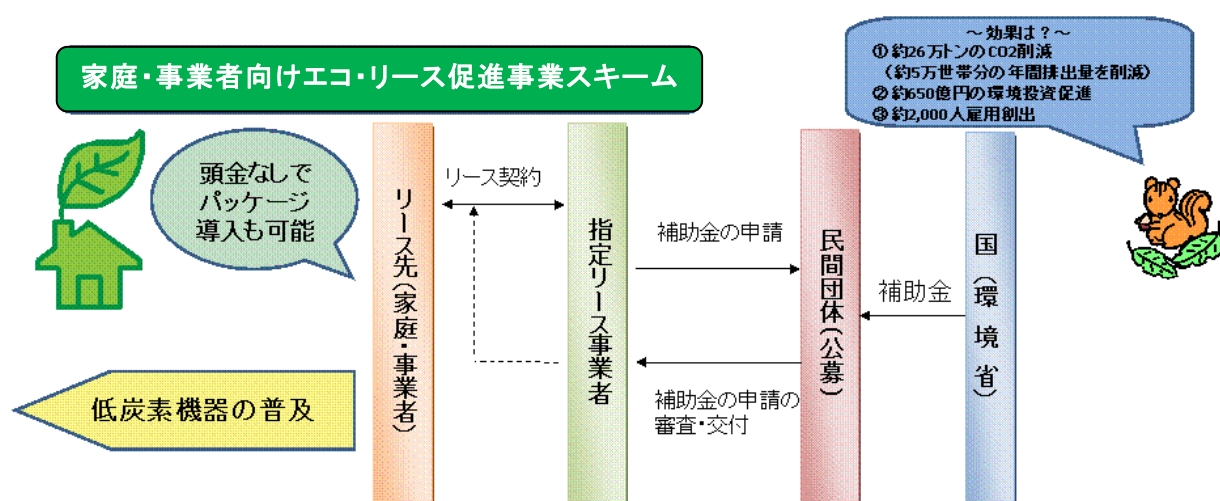 家庭・事業者向けエコ・リース促進事業スキーム
～効果は？～
①約26万トンのCO2削減
（約5万世帯分の年間排出量を削減）
②約650億円の環境投資促進
③約2,000人雇用創出
頭金なしで
パッケージ
導入も可能
低炭素機器の普及
リース先（家庭・事業者）
リース契約
指定リース事業者
補助金の申請
補助金の申請の
審査・交付
民間団体（公募）
補助金
国（環境省）